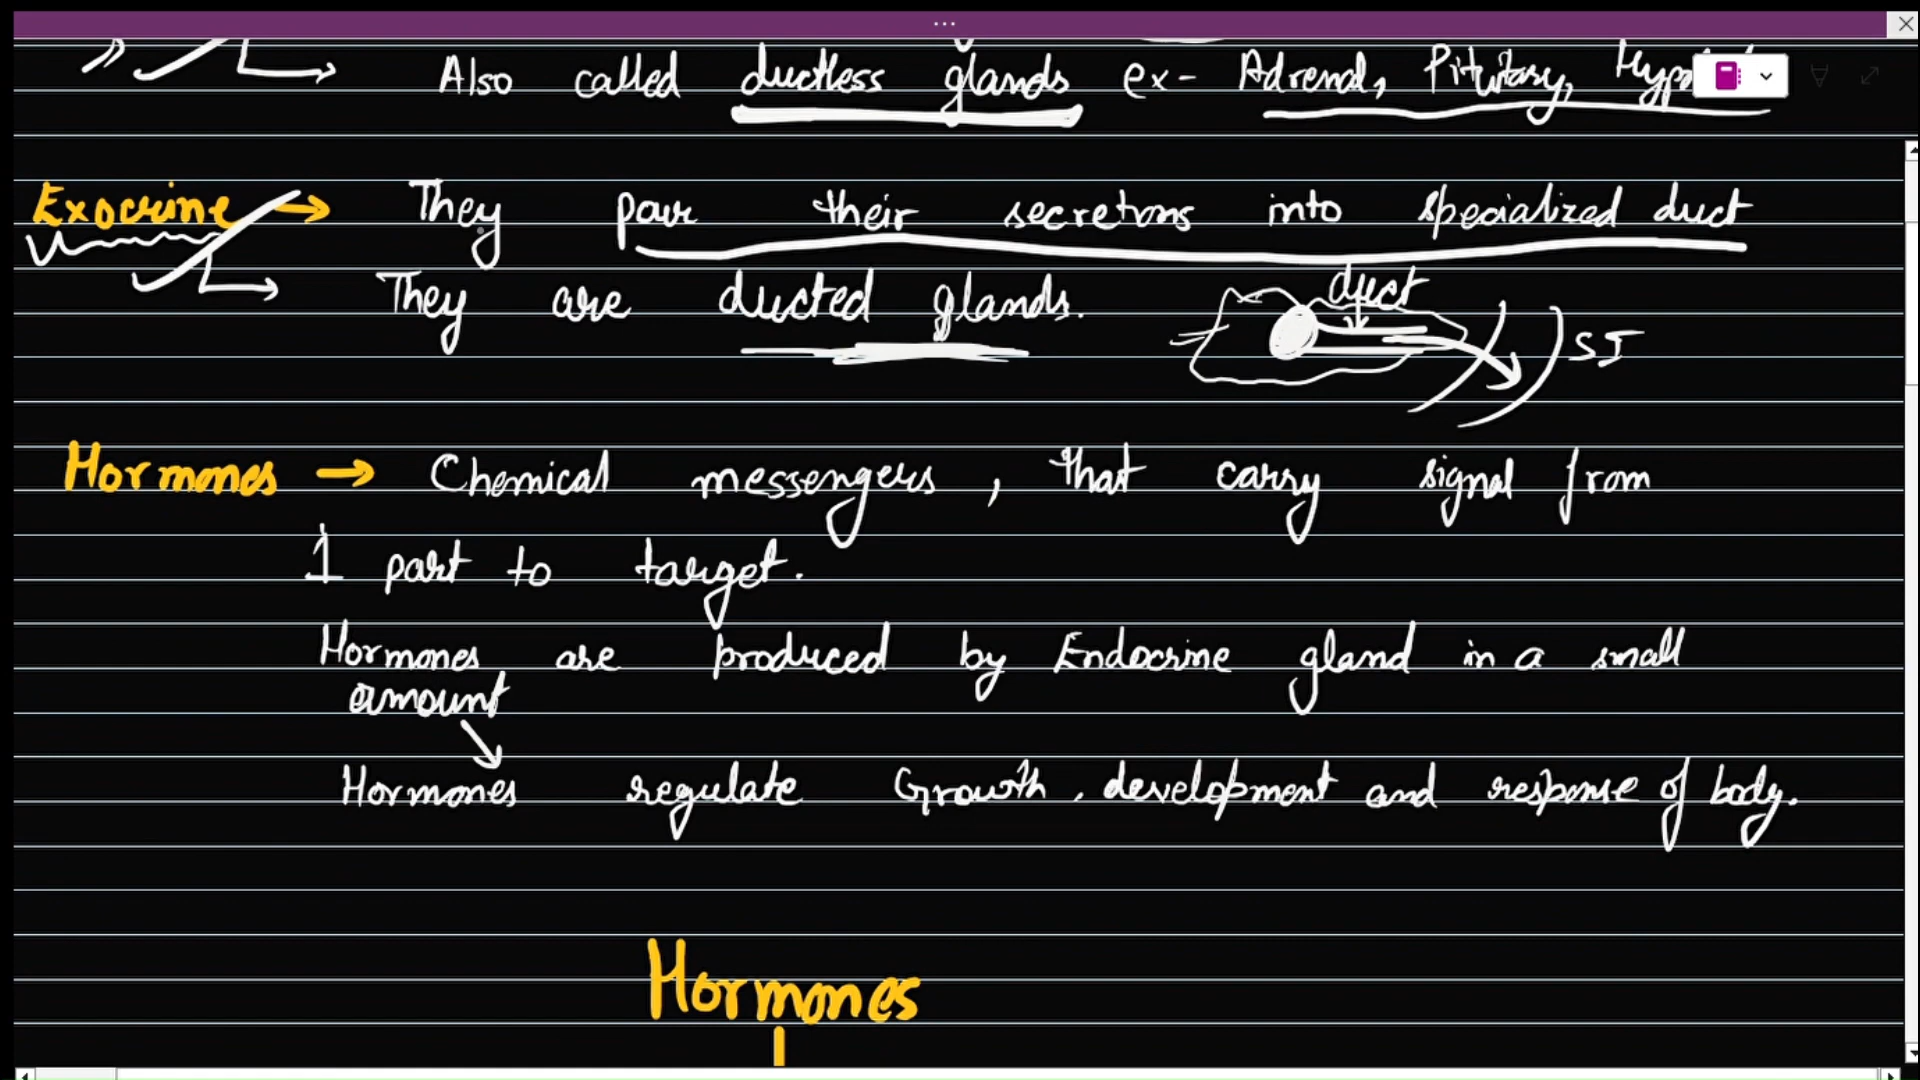 Also called ductless glands ex- Adrenal, Pituitary,
Exocrine → They pour their secretions into specialized duct
They are ducted glands.
duct
SI
Hormones → Chemical messengers, that carry signal from
1 part to target.
Hormones are produced by Endocrine gland in a small
amount
Hormones regulate Growth, development and response of body.
Hormones